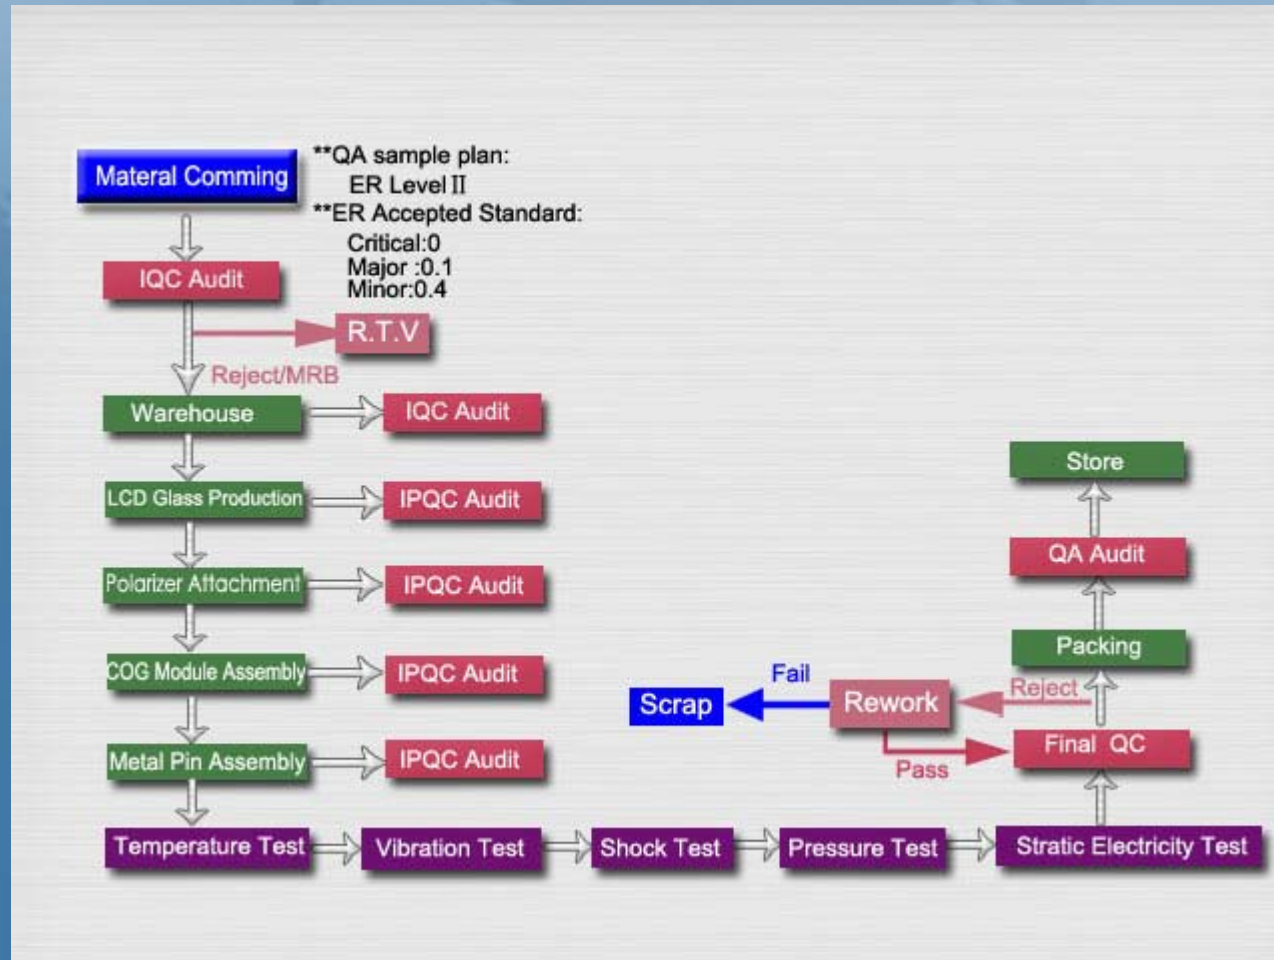 Materal Comming
**QA sample plan:
ER Level Ⅱ
**ER Accepted Standard:
Critical:0
Major :0.1
Minor:0.4
IQC Audit
R.T.V
Reject/MRB
Warehouse
IQC Audit
LCD Glass Production
IPQC Audit
Polarizer Attachment
IPQC Audit
COG Module Assembly
IPQC Audit
Metal Pin Assembly
IPQC Audit
Temperature Test
Vibration Test
Shock Test
Pressure Test
Stratic Electricity Test
Final QC
Reject
Rework
Pass
Fail
Scrap
Packing
QA Audit
Store